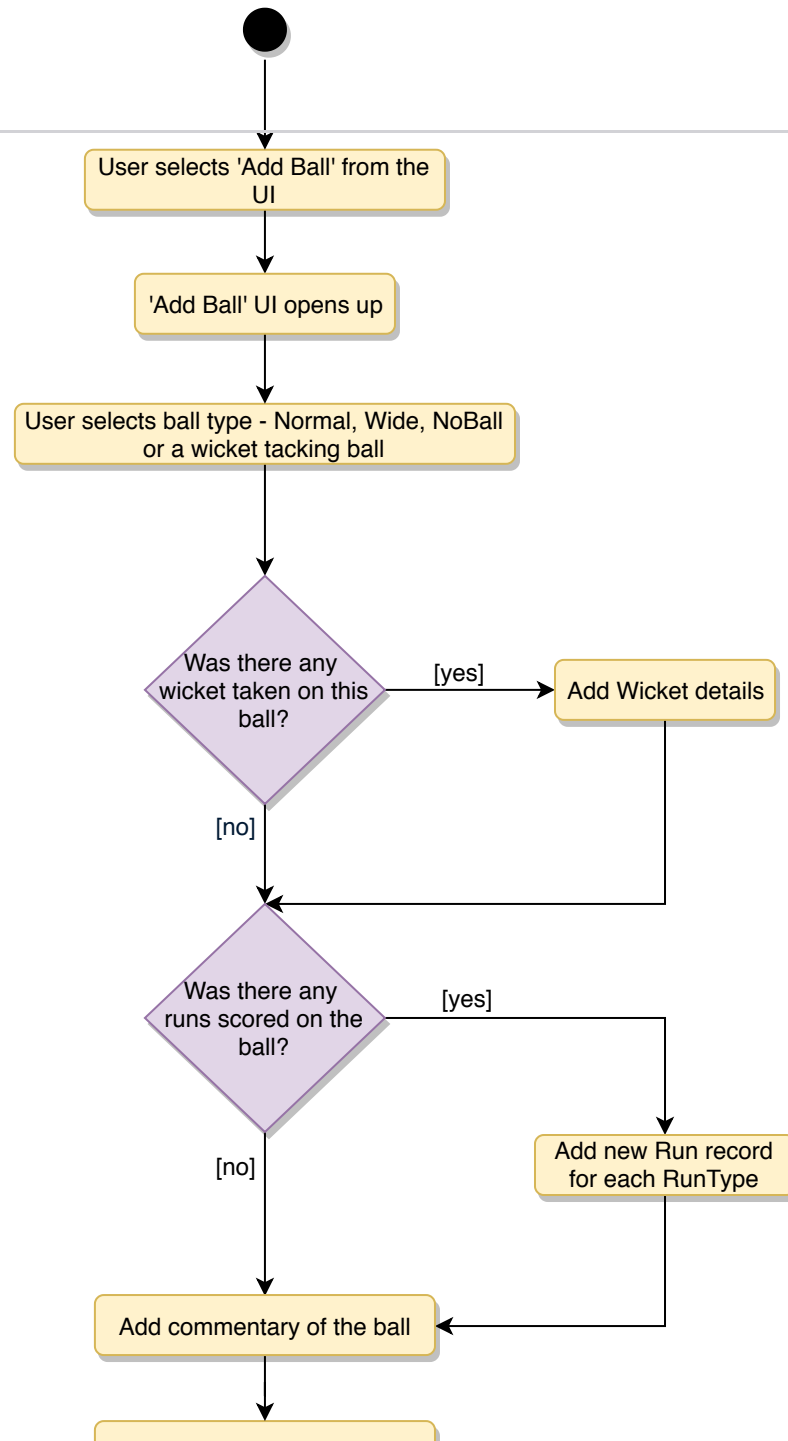 User selects 'Add Ball' from the
UI
'Add Ball' UI opens up
User selects ball type - Normal, Wide, NoBall
or a wicket tacking ball
Was there any
wicket taken on this
ball?
[yes]
Add Wicket details
[no]
Was there any
runs scored on the
ball?
[yes]
Add new Run record
for each RunType
[no]
Add commentary of the ball